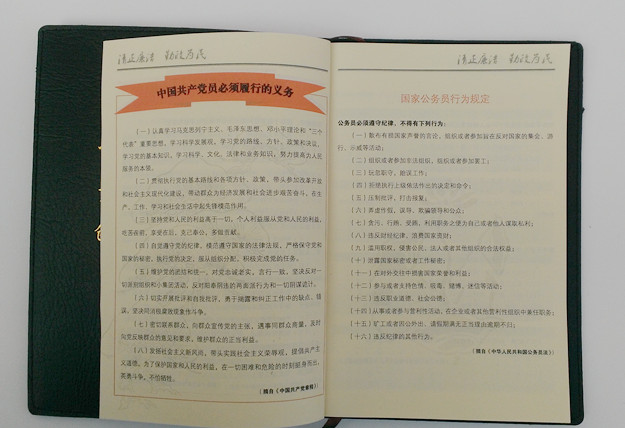 清正廉洁 勤政为民
中国共产党员必须履行的义务
(一)认真学习马克思列宁主义、毛泽东思想、邓小平理论和“三个
代表”重要思想,学习科学发展观,学习党的路线、方针、政策和决议,
学习党的基本知识,学习科学、文化、法律和业务知识,努力提高为人民
服务的本领。
(二)贯彻执行党的基本路线和各项方针、政策,带头参加改革开放
和社会主义现代化建设,带动群众为经济发展和社会进步艰苦奋斗,在生
产、工作、学习和社会生活中起先锋模范作用。
(三)坚持党和人民的利益高于一切,个人利益服从党和人民的利益,
吃苦在前,享受在后,克己奉公,多做贡献。
(四)自觉遵守党的纪律,模范遵守国家的法律法规,严格保守党和
国家的秘密,执行党的决定,服从组织分配,积极完成党的任务。
(五)维护党的团结和统一,对党忠诚老实,言行一致,坚决反对一
切派别组织和小集团活动,反对阳奉阴违的两面派行为和一切阴谋诡计。
(六)切实开展批评和自我批评,勇于揭露和纠正工作中的缺点、错
误,坚决同消极腐败现象作斗争。
(七)密切联系群众,向群众宣传党的主张,遇事同群众商量,及时
向党反映群众的意见和要求,维护群众的正当利益。
(八)发扬社会主义新风尚,带头实践社会主义荣辱观,提倡共产主
义道德,为了保护国家和人民的利益,在一切困难和危险的时刻挺身而出,
英勇斗争,不怕牺牲。
(摘自《中国共产党章程》)
清正廉洁 勤政为民
国家公务员行为规定
公务员必须遵守纪律,不得有下列行为:
(一)散布有损国家声誉的言论,组织或者参加旨在反对国家的集会、游
行、示威等活动;
(二)组织或者参加非法组织,组织或者参加罢工;
(三)玩忽职守,贻误工作;
(四)拒绝执行上级依法作出的决定和命令;
(五)压制批评,打击报复;
(六)弄虚作假,误导、欺骗领导和公众;
(七)贪污、行贿、受贿,利用职务之便为自己或者他人谋取私利;
(八)违反财经纪律,浪费国家资财;
(九)滥用职权,侵害公民、法人或者其他组织的合法权益;
(十)泄露国家秘密或者工作秘密;
(十一)在对外交往中损害国家荣誉和利益;
(十二)参与或者支持色情、吸毒、赌博、迷信等活动;
(十三)违反职业道德、社会公德;
(十四)从事或者参与营利性活动,在企业或者其他营利性组织中兼任职务;
(十五)旷工或者因公外出、请假期满无正当理由逾期不归;
(十六)违反纪律的其他行为。
(摘自《中华人民共和国公务员法》)